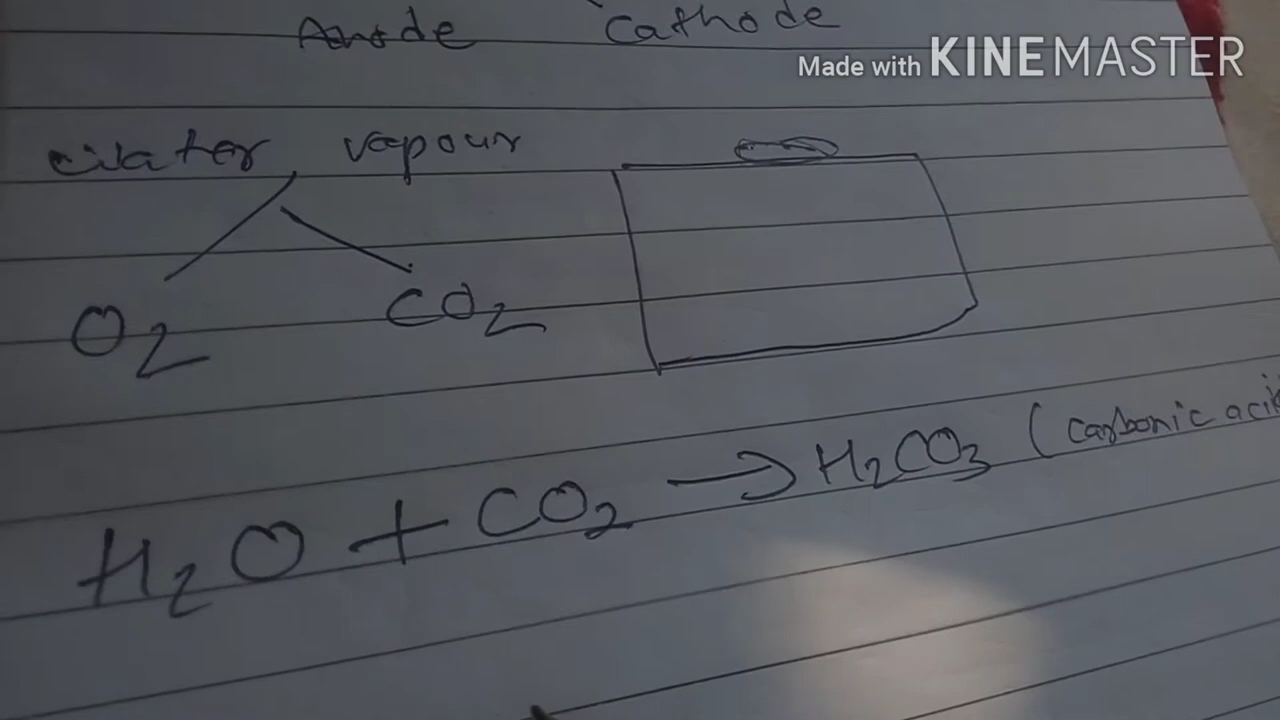 Anode Cathode
Made with KINEMASTER
water vapour
O2 CO2
H2O + CO2 → H2CO3 (carbonic aci